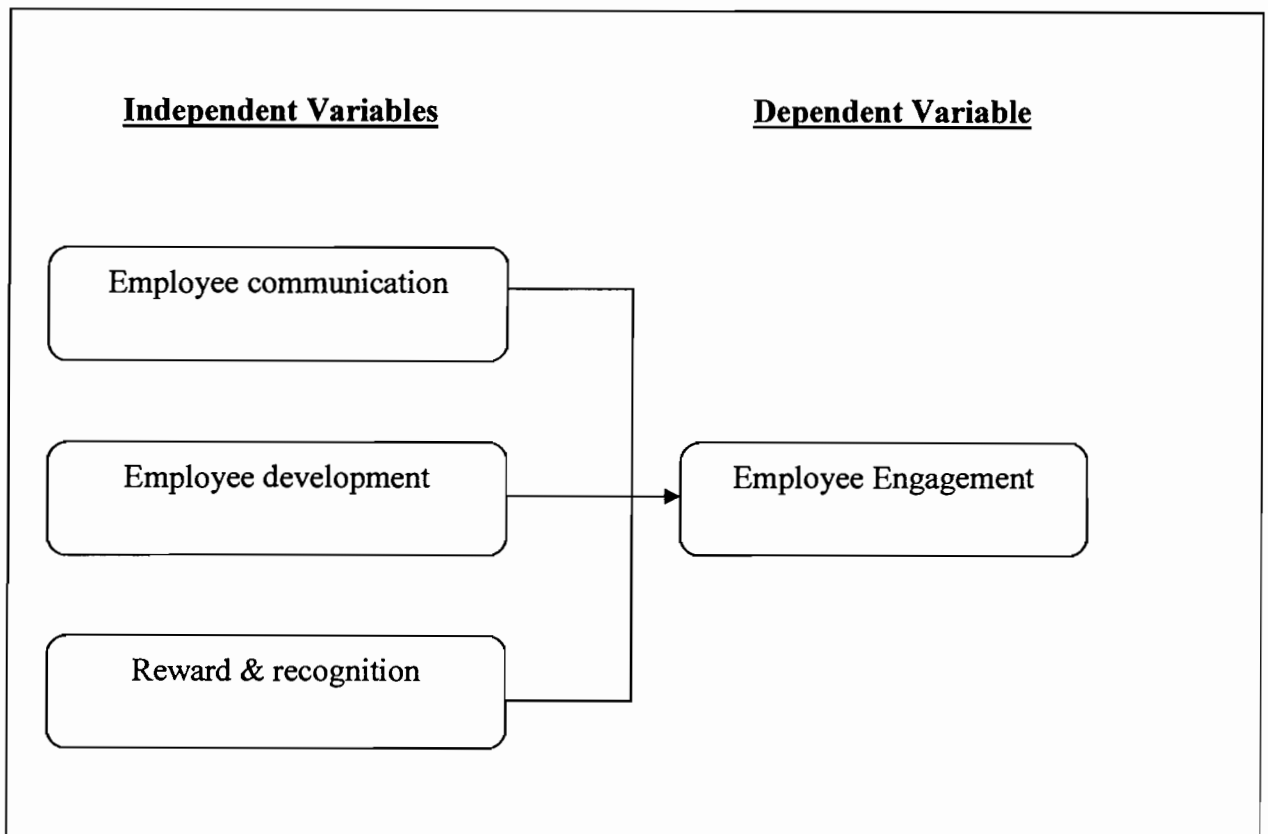 Independent Variables
Dependent Variable
Employee communication
Employee development
Employee Engagement
Reward & recognition